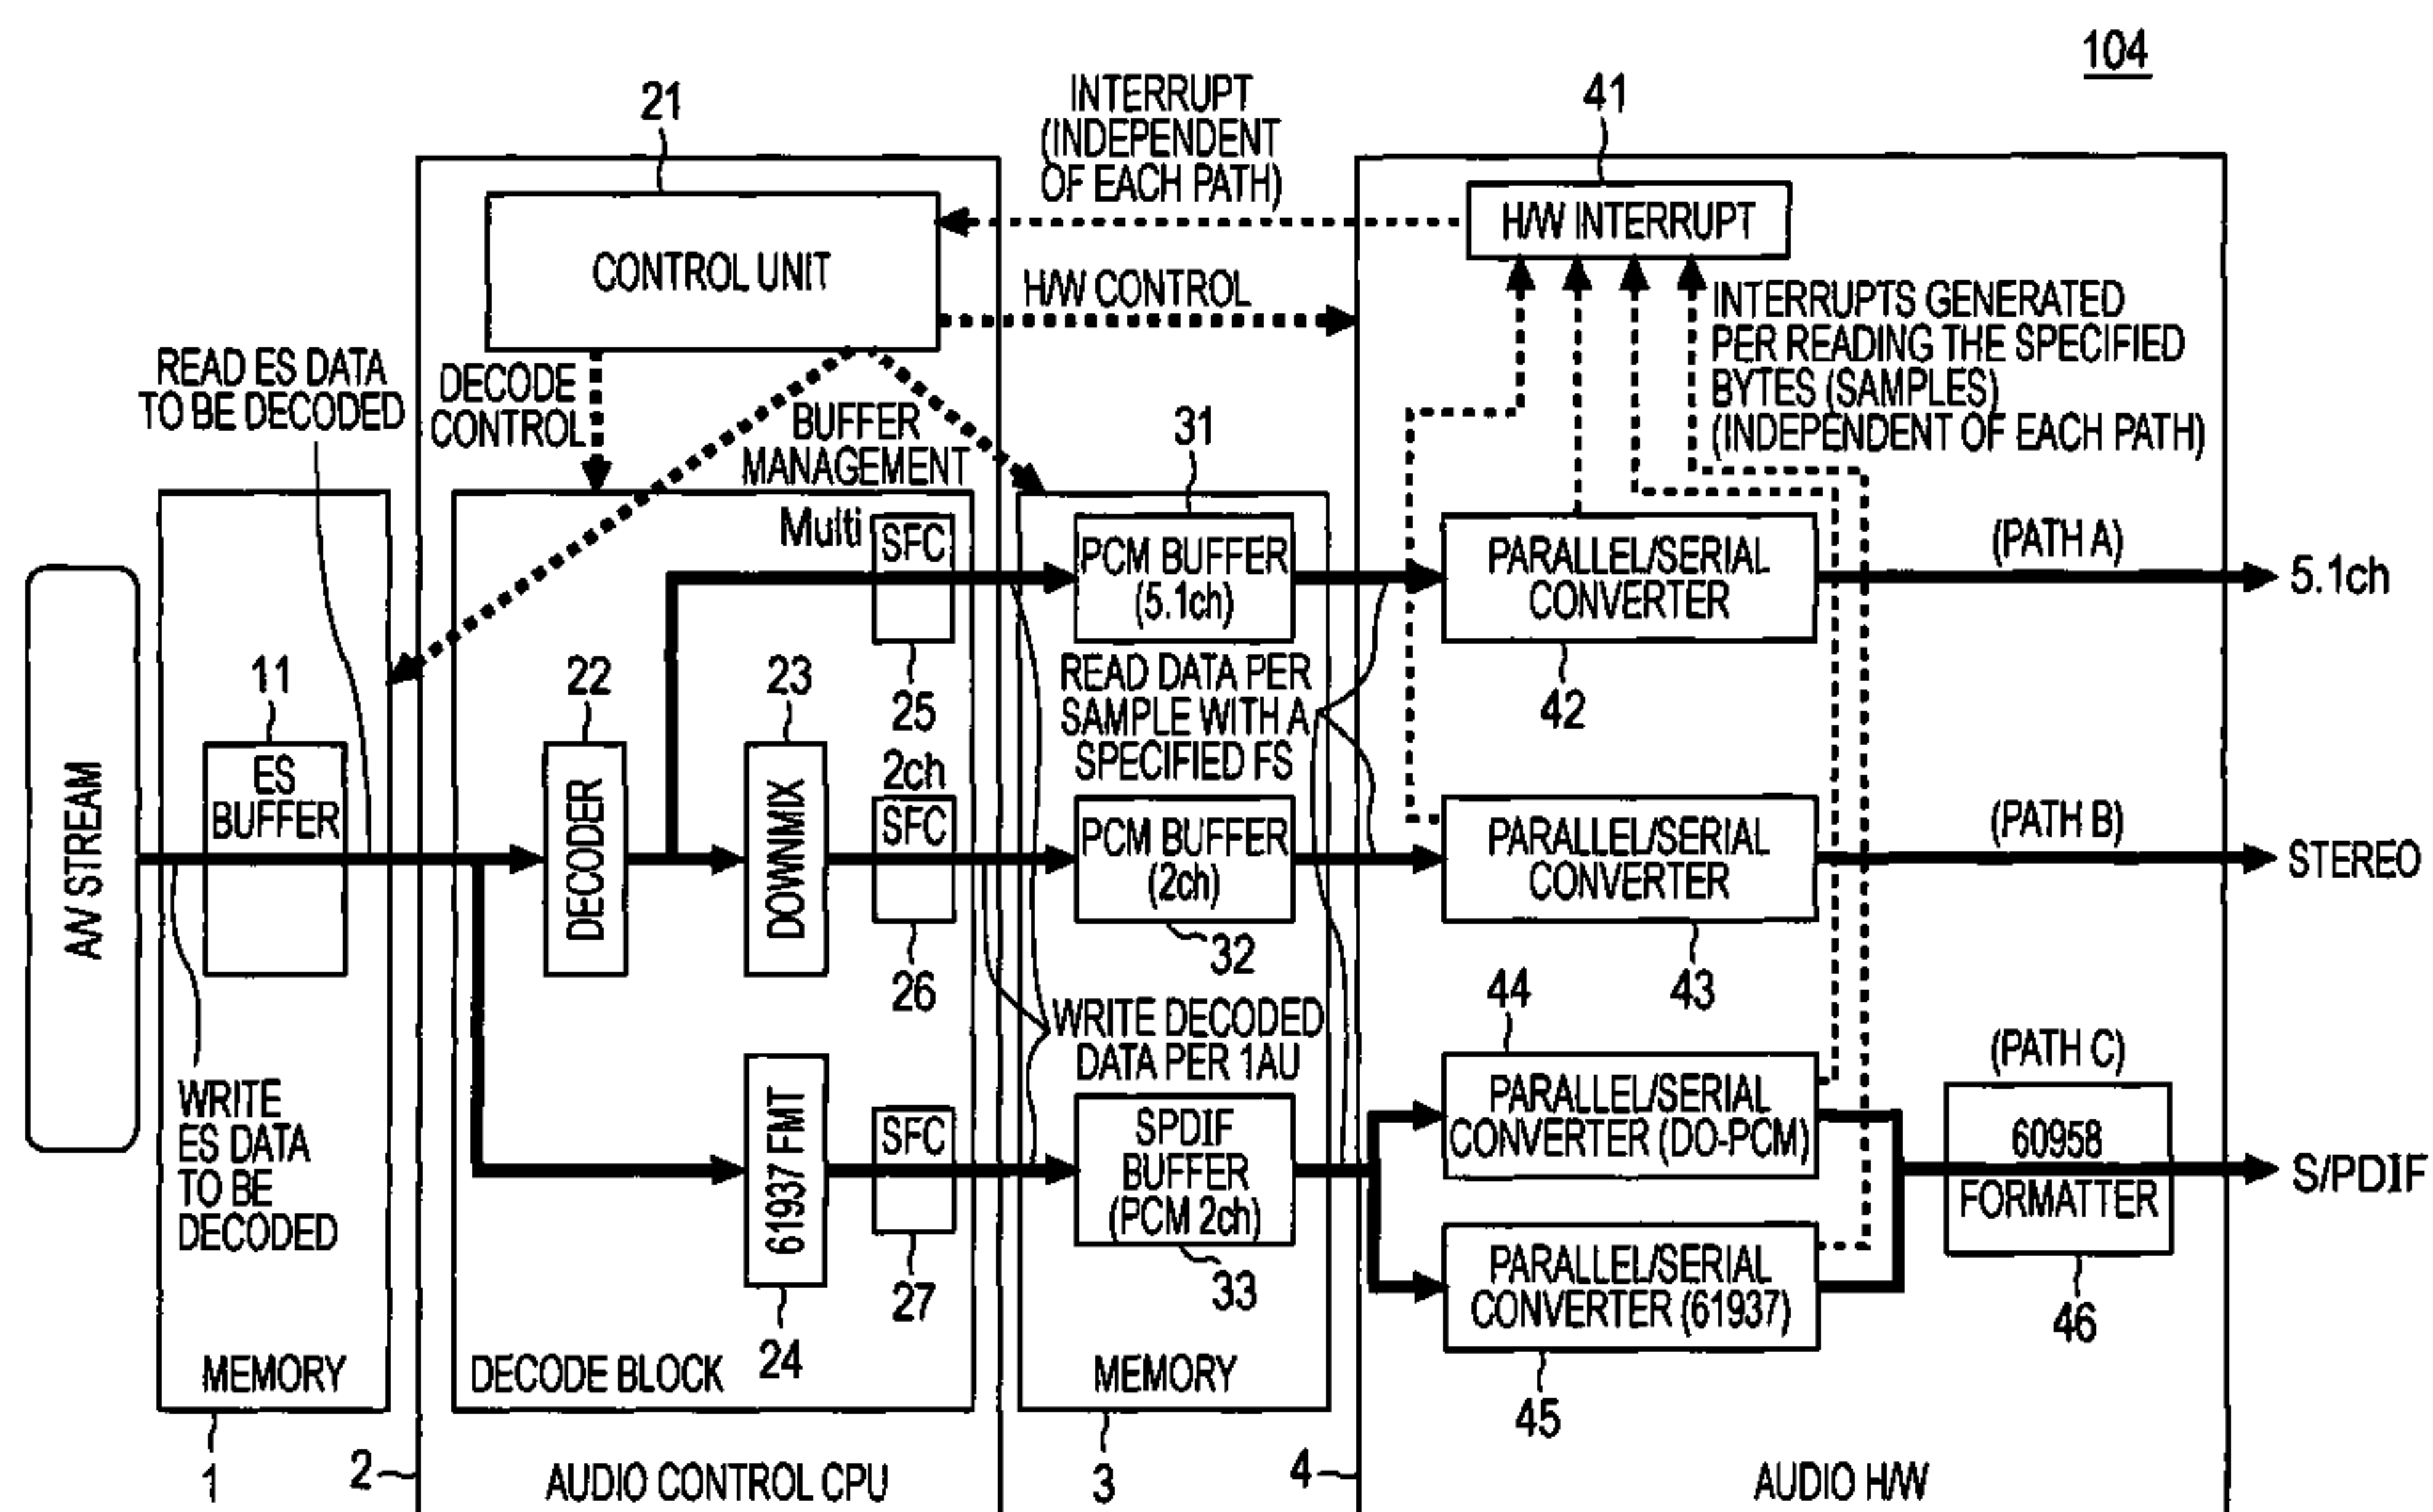 104
21
INTERRUPT
(INDEPENDENT
OF EACH PATH)
41
H/W INTERRUPT
CONTROL UNIT
H/W CONTROL
INTERRUPTS GENERATED
PER READING THE SPECIFIED
BYTES (SAMPLES)
(INDEPENDENT OF EACH PATH)
READ ES DATA
TO BE DECODED
DECODE
CONTROL
BUFFER
MANAGEMENT
31
Multi
SFC
25
PCM BUFFER
(5.1ch)
PARALLEL/SERIAL
CONVERTER
42
(PATH A)
5.1ch
A/V STREAM
11
ES
BUFFER
22
DECODER
23
DOWNMIX
2ch
SFC
26
READ DATA PER
SAMPLE WITH A
SPECIFIED FS
PCM BUFFER
(2ch)
32
PARALLEL/SERIAL
CONVERTER
43
(PATH B)
STEREO
WRITE
ES DATA
TO BE
DECODED
61937 FMT
24
SFC
27
WRITE DECODED
DATA PER 1AU
SPDIF
BUFFER
(PCM 2ch)
33
44
PARALLEL/SERIAL
CONVERTER (DO-PCM)
PARALLEL/SERIAL
CONVERTER (61937)
45
(PATH C)
60958
FORMATTER
46
S/PDIF
MEMORY
DECODE BLOCK
MEMORY
1
2
AUDIO CONTROL CPU
3
4
AUDIO H/W